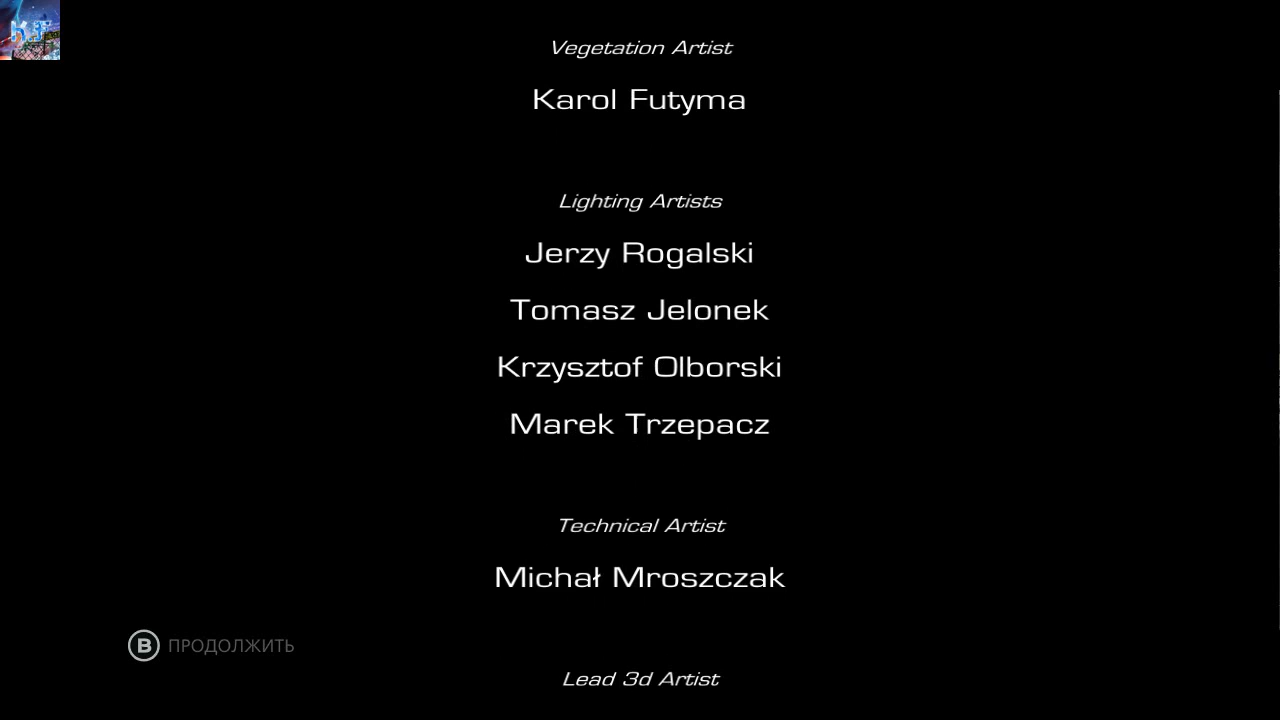 Vegetation Artist
Karol Futyma
Lighting Artists
Jerzy Rogalski
Tomasz Jelonek
Krzysztof Olborski
Marek Trzepacz
Technical Artist
Michał Mroszczak
B ПРОДОЛЖИТЬ
Lead 3d Artist